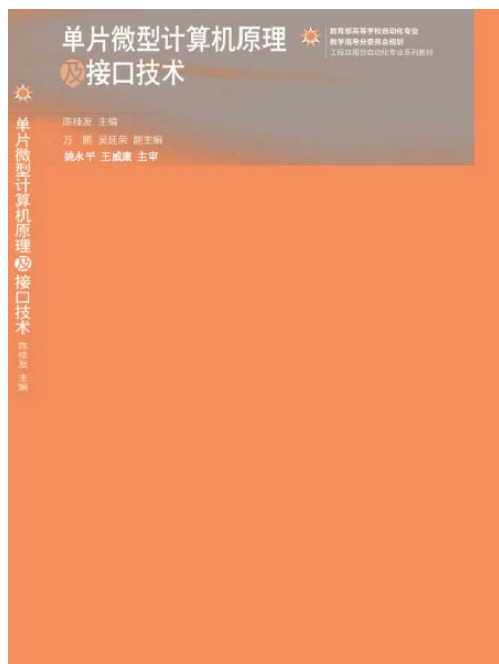 单片微型计算机原理
及接口技术
教育部高等学校自动化专业
教学指导分委员会规划
工程应用型自动化专业系列教材
陈桂友 主编
万鹏 吴延荣 副主编
姚永平 王威廉 主审
单片微型计算机原理及接口技术
陈桂友 主编